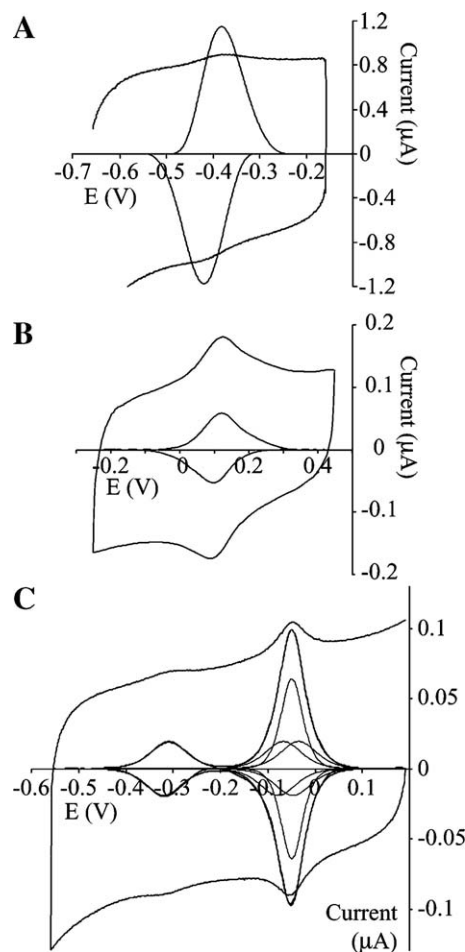 A
1.2
0.8
0.4
0
-0.4
-0.8
-1.2
Current (μA)
-0.7 -0.6 -0.5 -0.4 -0.3 -0.2
E (V)
B
0.2
0.1
0
-0.1
-0.2
Current (μA)
-0.2 0 0.2 0.4
E (V)
C
0.1
0.05
0
-0.05
-0.1
-0.6 -0.5 -0.4 -0.3 -0.2 -0.1 0 0.1
E (V)
Current
(μA)